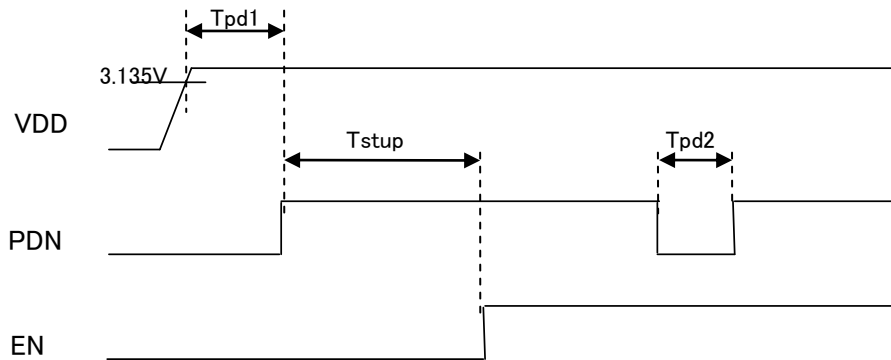 Tpd1
3.135V
VDD
Tstup
Tpd2
PDN
EN